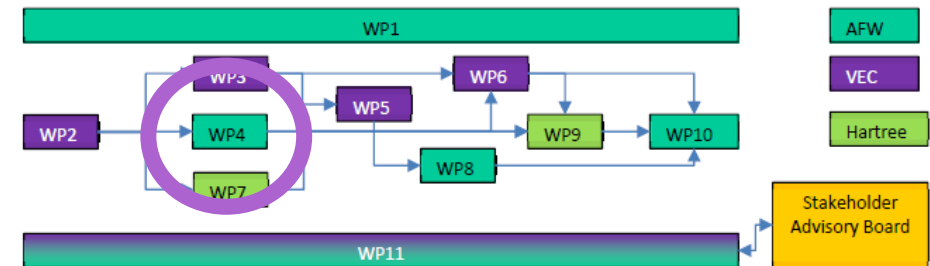 WP1
AFW
WP3
WP6
VEC
WP5
WP2
WP4
WP9
WP10
Hartree
WP8
WP7
Stakeholder
Advisory Board
WP11